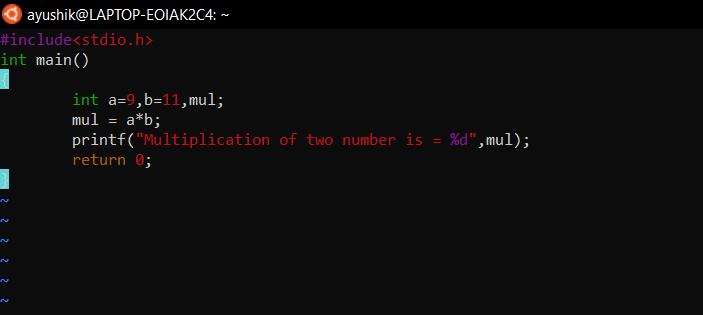 ayushik@LAPTOP-EOIAK2C4: ~
#include<stdio.h>
int main()
{
        int a=9,b=11,mul;
        mul = a*b;
        printf("Multiplication of two number is = %d",mul);
        return 0;
}
~
~
~
~
~
~